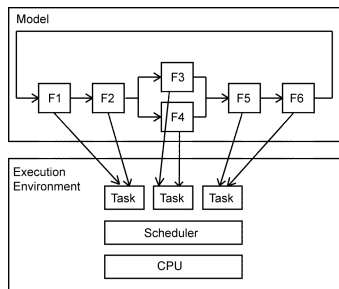 Model
F3
F1
F2
F5
F6
F4
Execution
Environment
Task
Task
Task
Scheduler
CPU